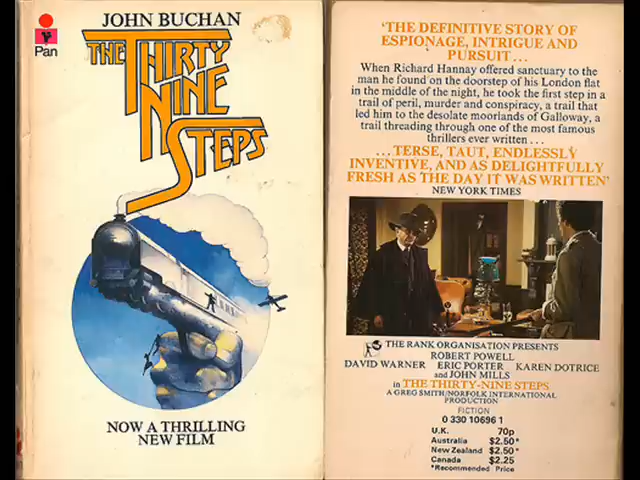 Pan
JOHN BUCHAN
THE THIRTY
NINE
STEPS
NOW A THRILLING
NEW FILM
'THE DEFINITIVE STORY OF
ESPIONAGE, INTRIGUE AND
PURSUIT...
When Richard Hannay offered sanctuary to the
man he found on the doorstep of his London flat
in the middle of the night, he took the first step in a
trail of peril, murder and conspiracy, a trail that
led him to the desolate moorlands of Galloway, a
trail threading through one of the most famous
thrillers ever written...
...TERSE, TAUT, ENDLESSLY
INVENTIVE, AND AS DELIGHTFULLY
FRESH AS THE DAY IT WAS WRITTEN'
NEW YORK TIMES
THE RANK ORGANISATION PRESENTS
ROBERT POWELL
DAVID WARNER ERIC PORTER KAREN DOTRICE
and JOHN MILLS
in THE THIRTY-NINE STEPS
A GREG SMITH/NORFOLK INTERNATIONAL
PRODUCTION
FICTION
0 330 10696 1
U.K. 70p
Australia $2.50*
New Zealand $2.50*
Canada $2.25
*Recommended Price